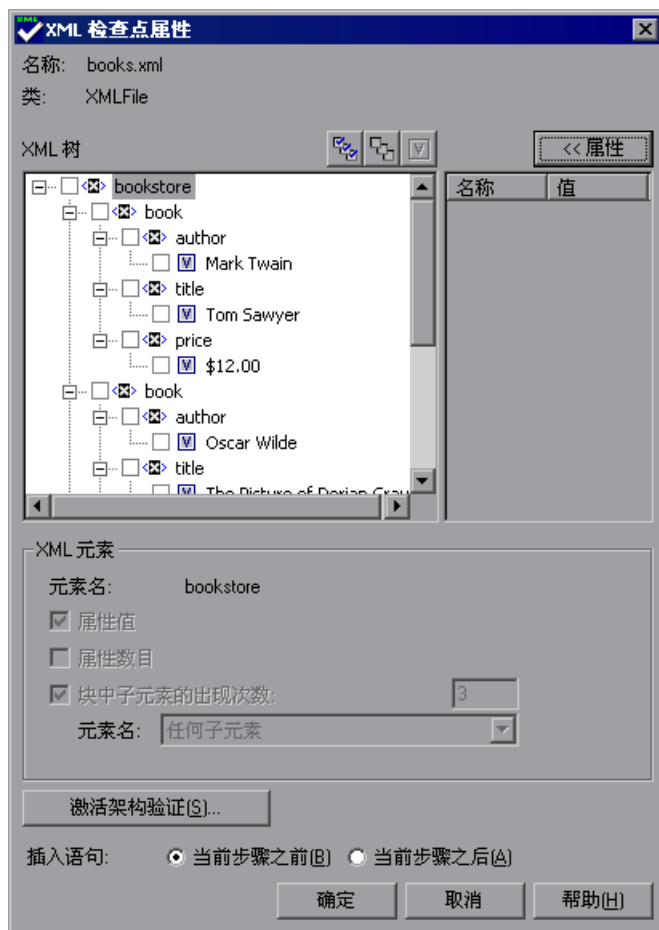 XML 检查点属性
名称: books.xml
类: XMLFile
XML 树
<< 属性
bookstore
名称 值
book
author
Mark Twain
title
Tom Sawyer
price
$12.00
book
author
Oscar Wilde
title
The Picture of Dorian Gray
XML 元素
元素名: bookstore
属性值
属性数目
块中子元素的出现次数: 3
元素名: 任何子元素
激活架构验证(S)...
插入语句: 当前步骤之前(B) 当前步骤之后(A)
确定 取消 帮助(H)